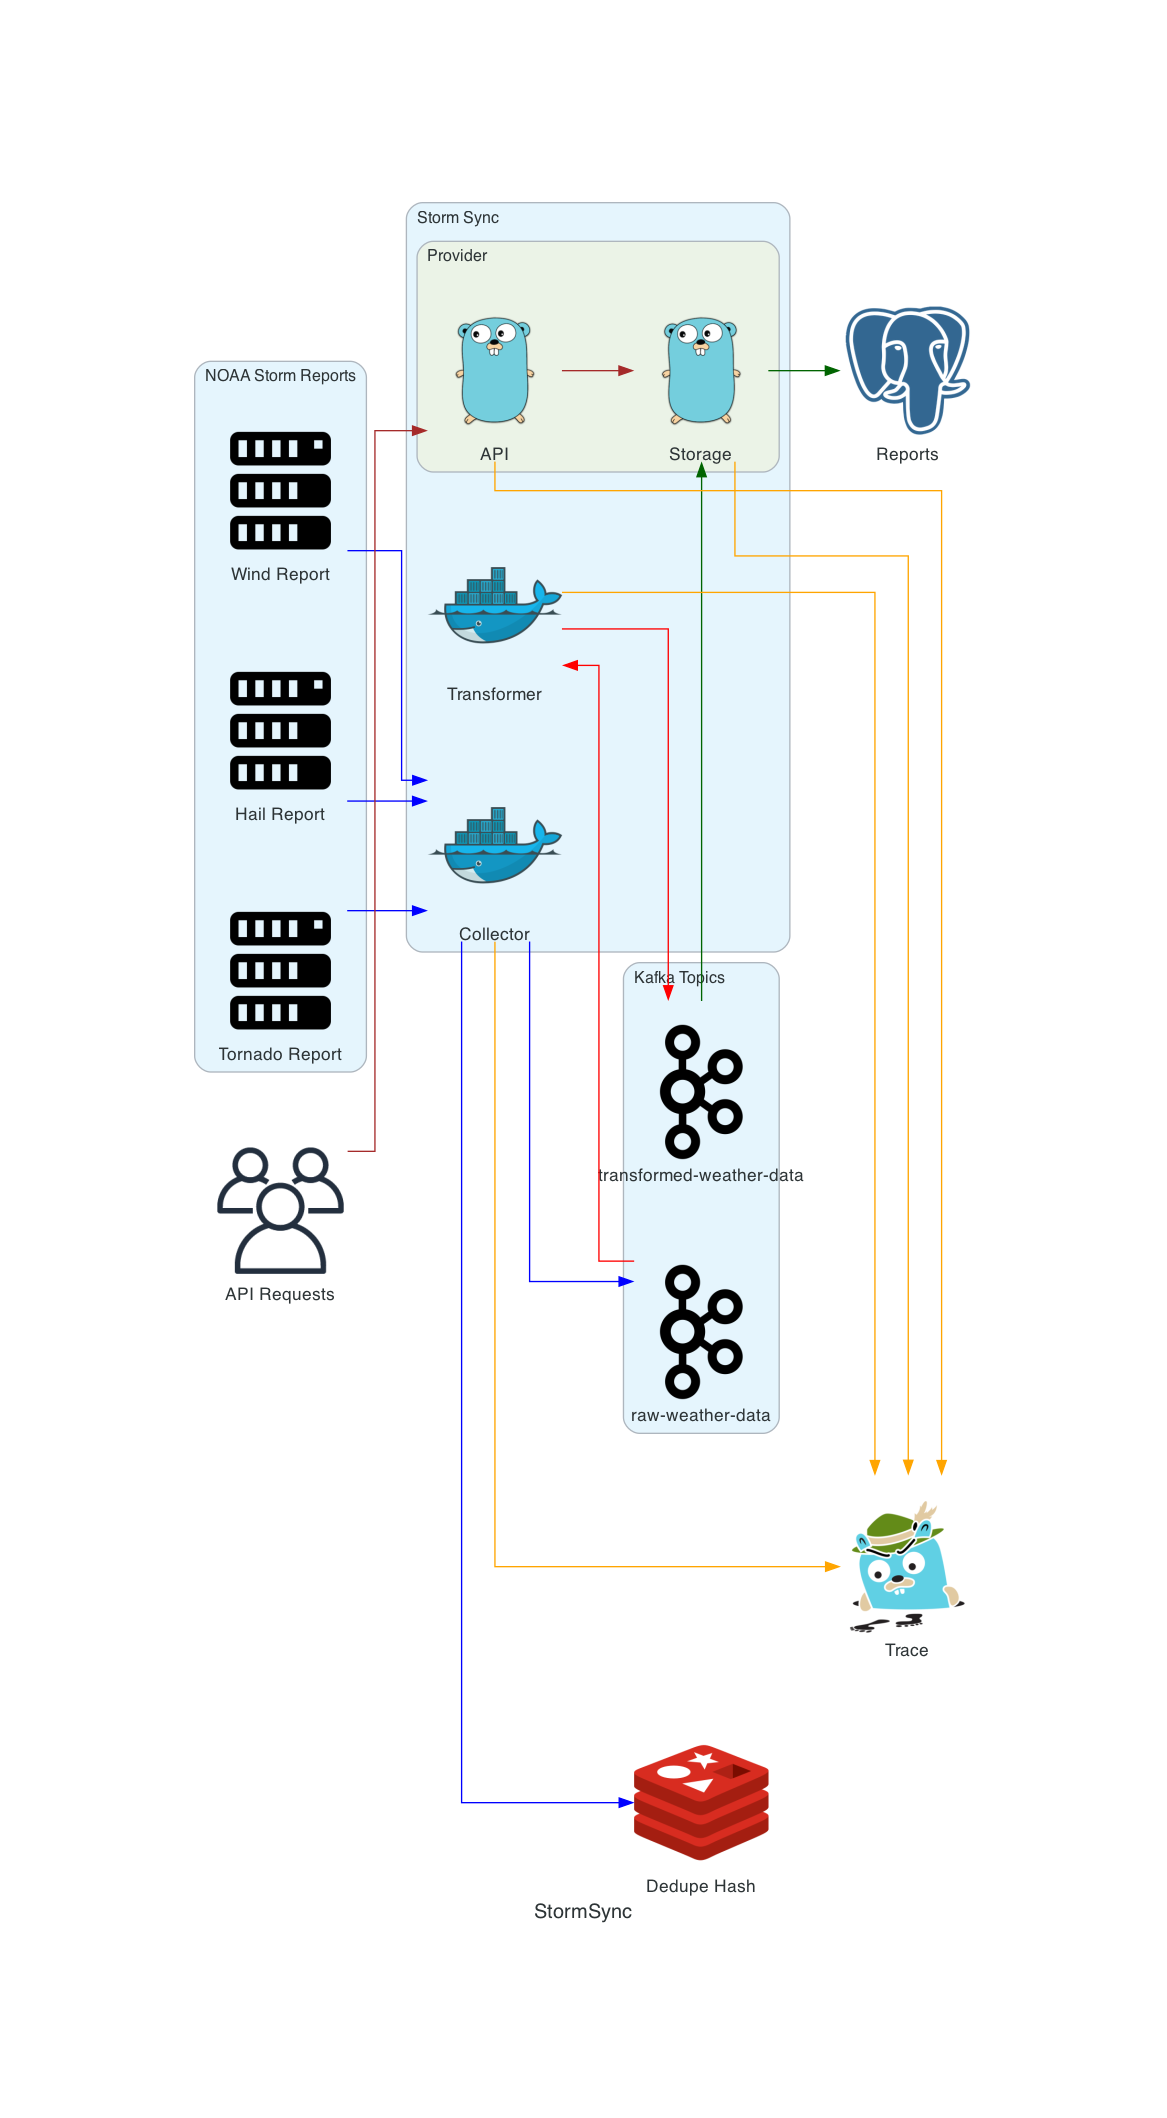 Storm Sync
Provider
API
Storage
Reports
NOAA Storm Reports
Wind Report
Transformer
Hail Report
Collector
Tornado Report
Kafka Topics
transformed-weather-data
API Requests
raw-weather-data
Trace
Dedupe Hash
StormSync